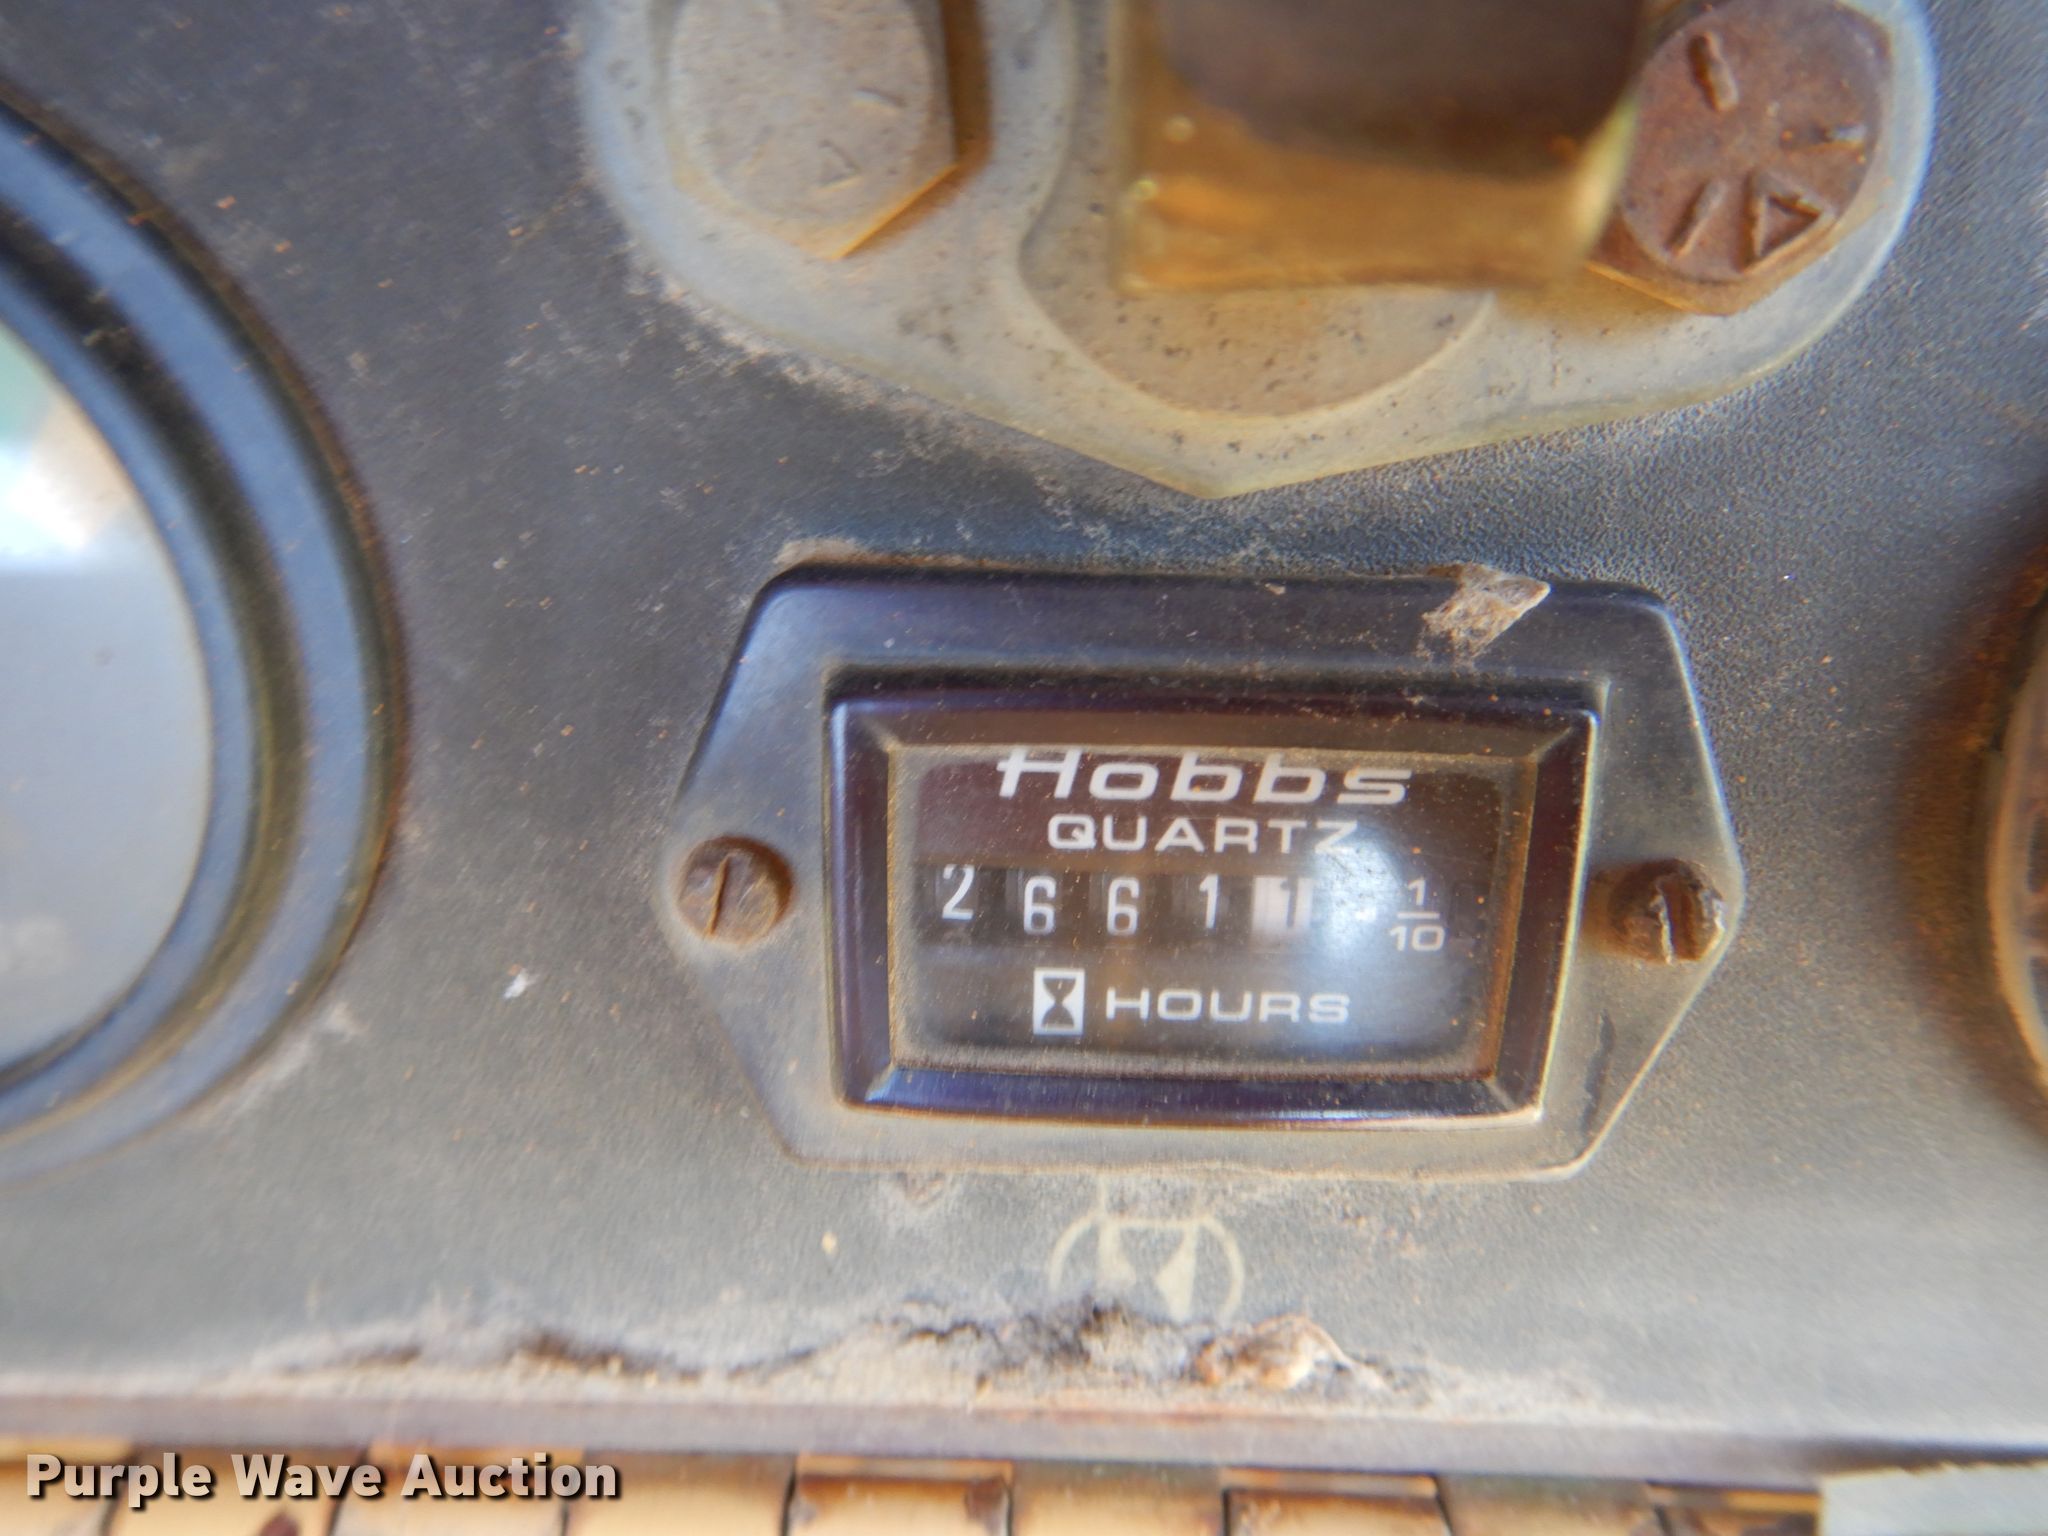 Hobbs
QUARTZ
2 6 6 1 1 1/10
HOURS
Purple Wave Auction